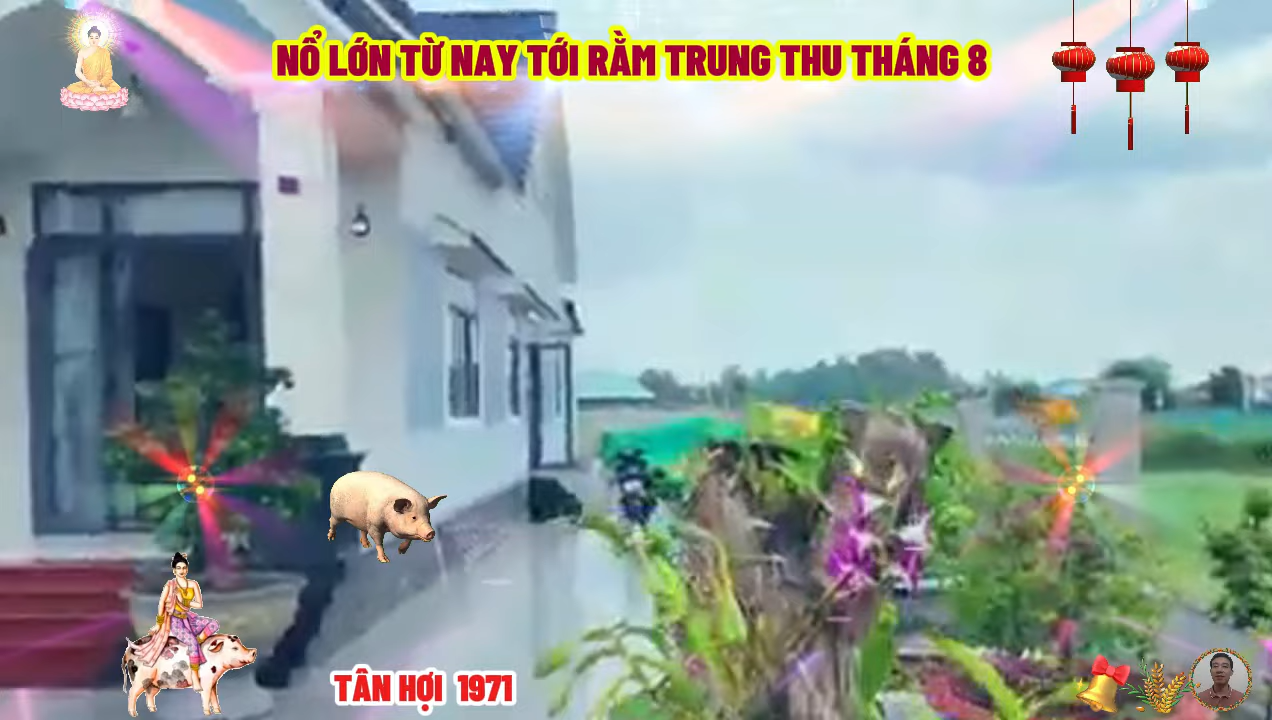 NỔ LỚN TỪ NAY TỚI RẰM TRUNG THU THÁNG 8
TÂN HỢI 1971